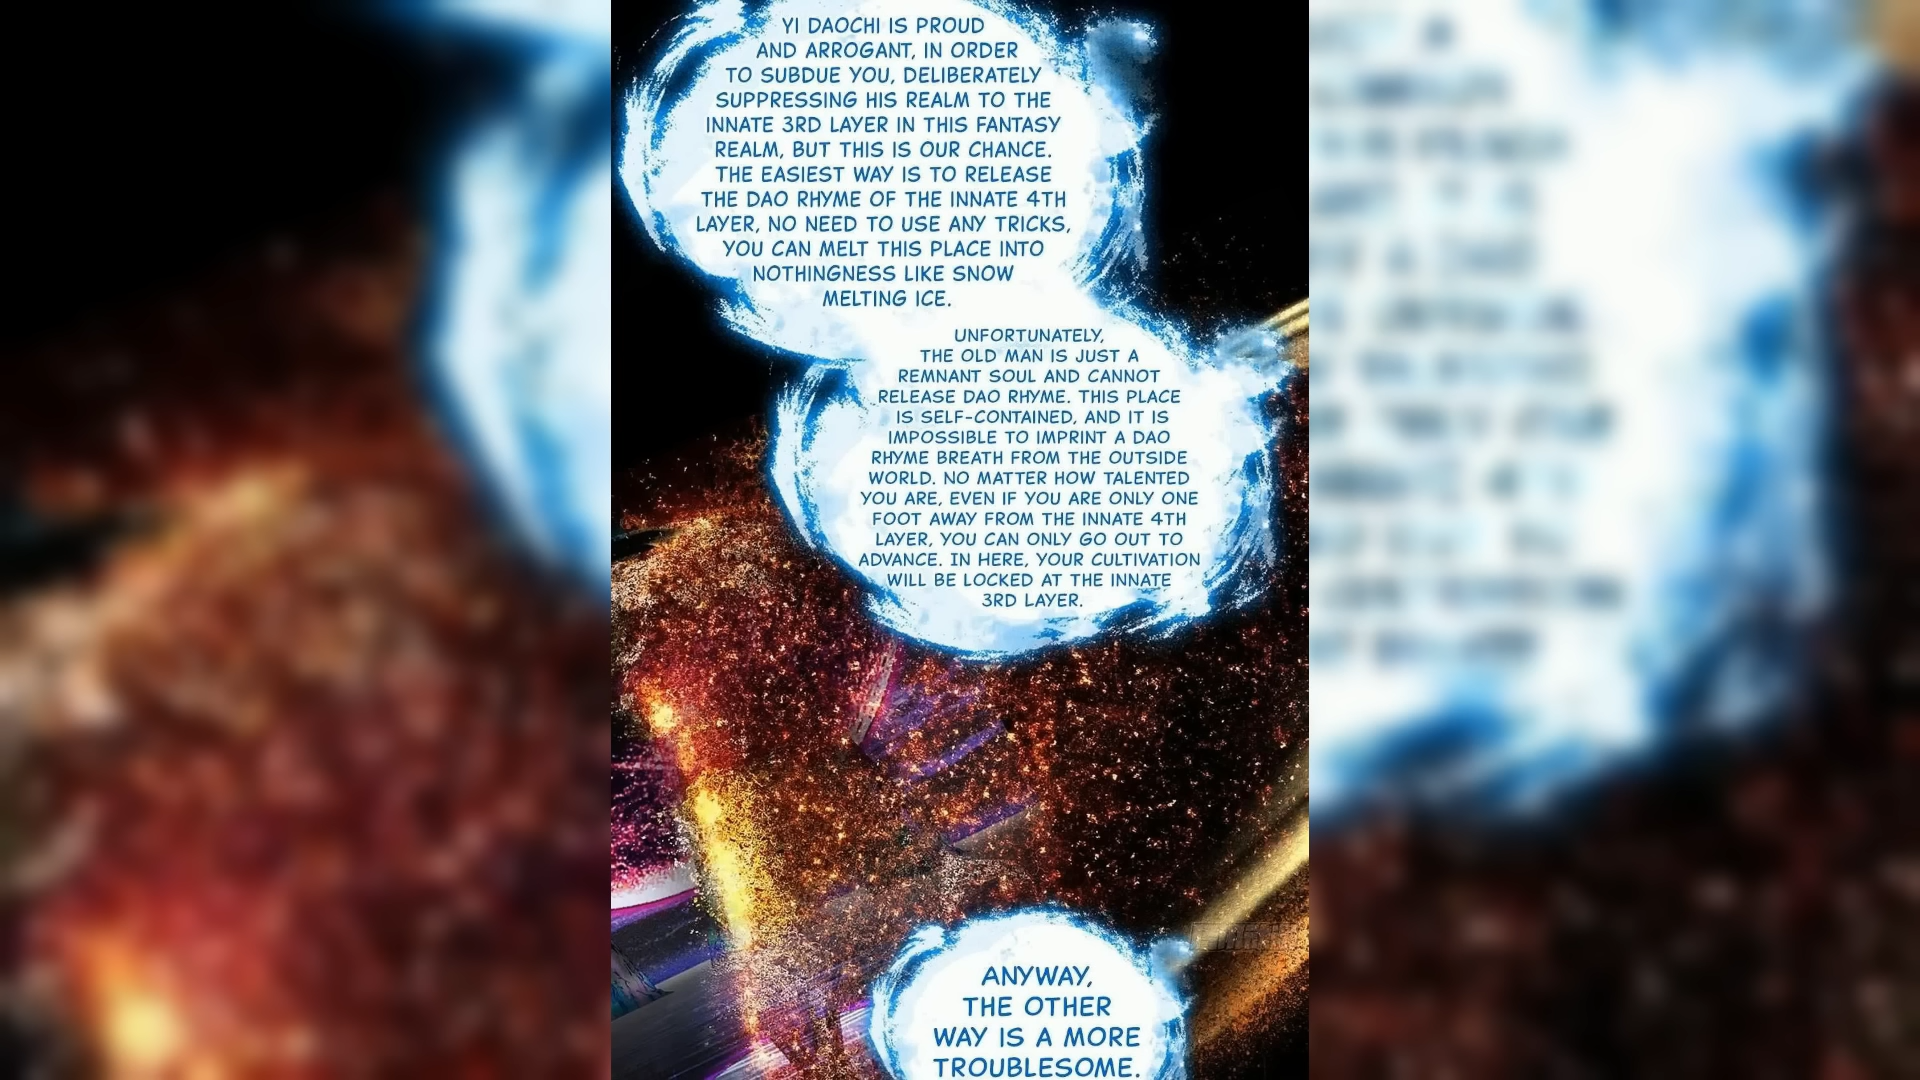 YI DAOCHI IS PROUD
AND ARROGANT, IN ORDER
TO SUBDUE YOU, DELIBERATELY
SUPPRESSING HIS REALM TO THE
INNATE 3RD LAYER IN THIS FANTASY
REALM, BUT THIS IS OUR CHANCE.
THE EASIEST WAY IS TO RELEASE
THE DAO RHYME OF THE INNATE 4TH
LAYER, NO NEED TO USE ANY TRICKS,
YOU CAN MELT THIS PLACE INTO
NOTHINGNESS LIKE SNOW
MELTING ICE.
UNFORTUNATELY,
THE OLD MAN IS JUST A
REMNANT SOUL AND CANNOT
RELEASE DAO RHYME. THIS PLACE
IS SELF-CONTAINED, AND IT IS
IMPOSSIBLE TO IMPRINT A DAO
RHYME BREATH FROM THE OUTSIDE
WORLD. NO MATTER HOW TALENTED
YOU ARE, EVEN IF YOU ARE ONLY ONE
FOOT AWAY FROM THE INNATE 4TH
LAYER, YOU CAN ONLY GO OUT TO
ADVANCE. IN HERE, YOUR CULTIVATION
WILL BE LOCKED AT THE INNATE
3RD LAYER.
ANYWAY,
THE OTHER
WAY IS A MORE
TROUBLESOME.